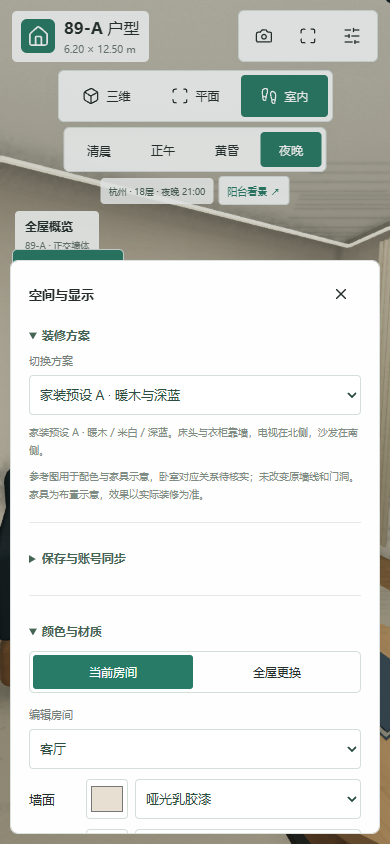 89-A 户型
6.20 × 12.50 m
三维
平面
室内
清晨
正午
黄昏
夜晚
杭州 · 18层 · 夜晚 21:00
阳台看景 ↗
全屋概览
89-A · 正交墙体
空间与显示
▼ 装修方案
切换方案
家装预设 A · 暖木与深蓝
家装预设 A · 暖木 / 米白 / 深蓝。床头与衣柜靠墙，电视在北侧，沙发在南
侧。
参考图用于配色与家具示意，卧室对应关系待核实；未改变原墙线和门洞。
家具为布置示意，效果以实际装修为准。
▶ 保存与账号同步
▼ 颜色与材质
当前房间
全屋更换
编辑房间
客厅
墙面
哑光乳胶漆